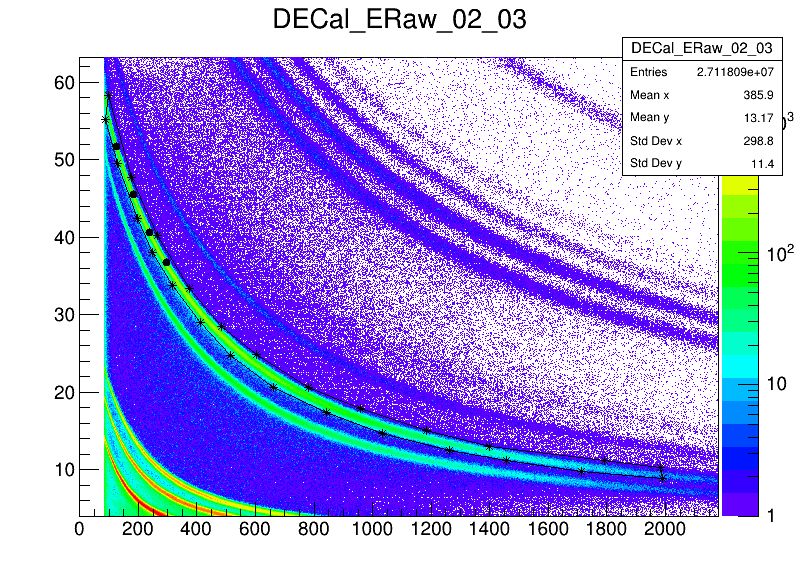 DECal_ERaw_02_03
DECal_ERaw_02_03
Entries 2.711809e+07
Mean x 385.9
Mean y 13.17
Std Dev x 298.8
Std Dev y 11.4
60
50
40
30
20
10
3
10²
10
1
0 200 400 600 800 1000 1200 1400 1600 1800 2000